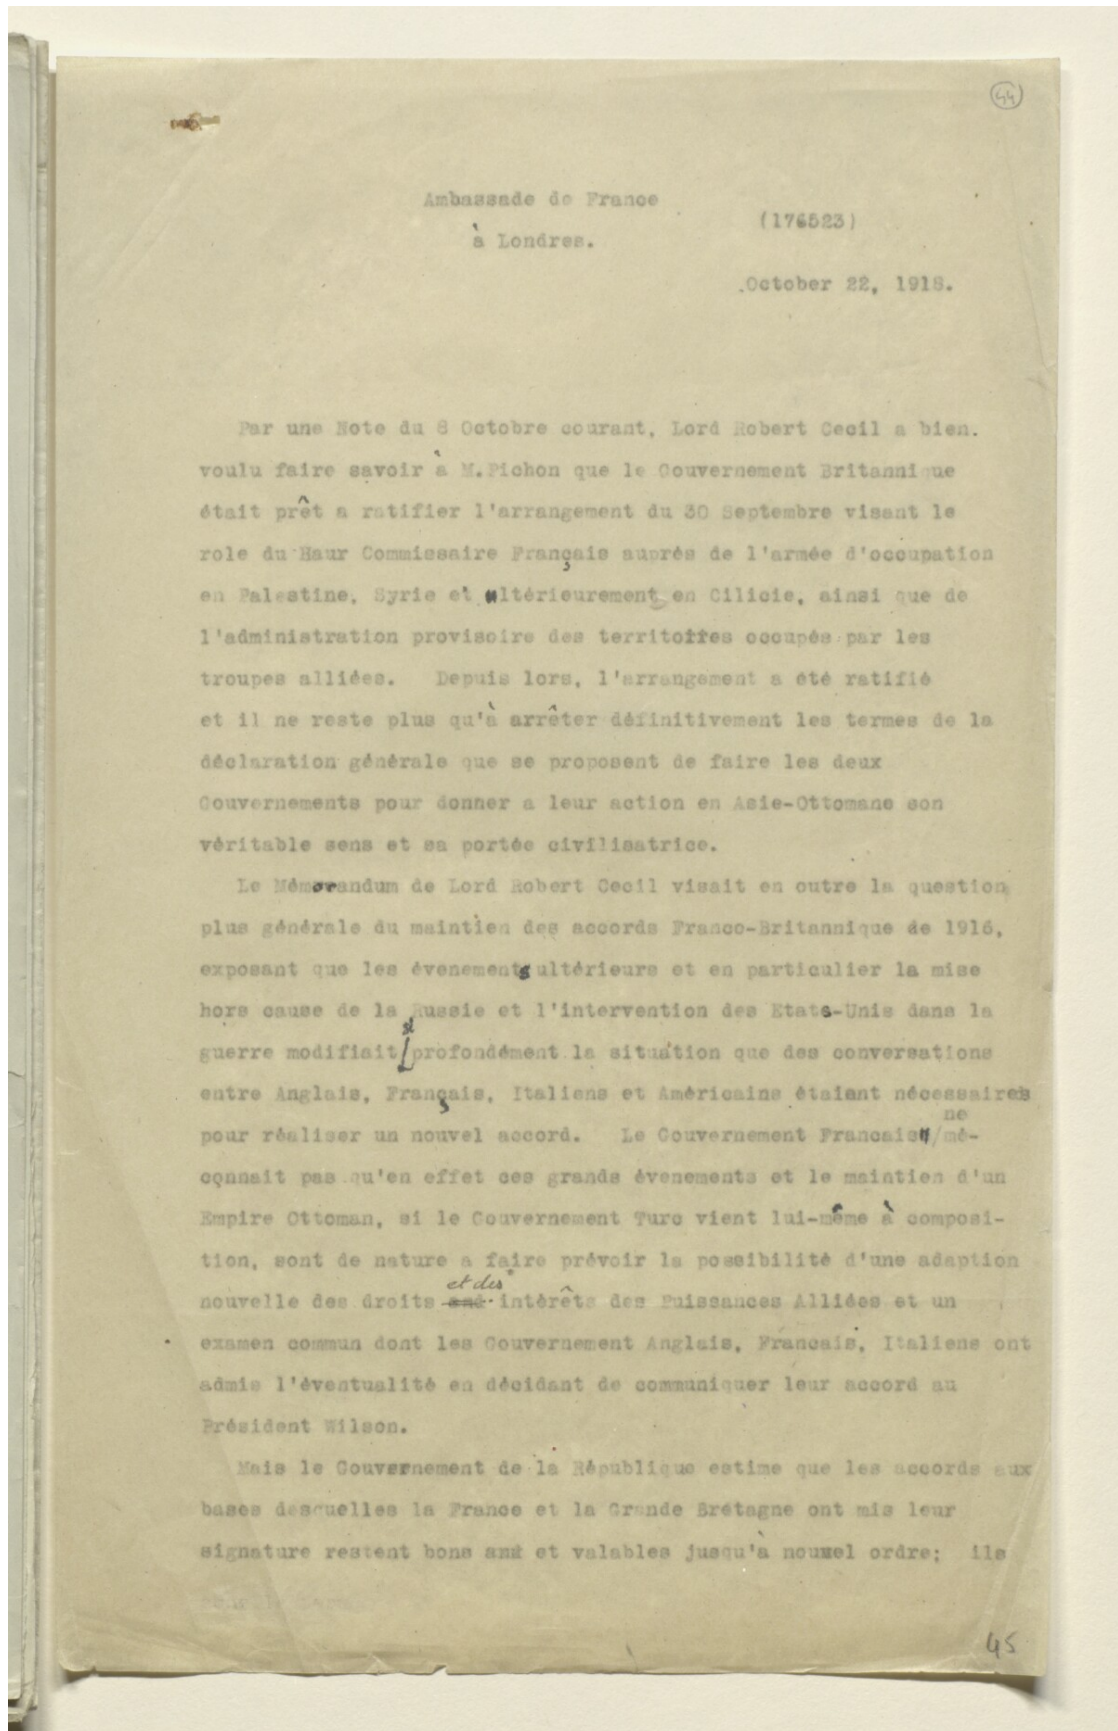 44
Ambassade de France
(176523)
à Londres.
October 22, 1918.
Par une Note du 8 Octobre courant, Lord Robert Cecil a bien.
voulu faire savoir à M.Pichon que le Gouvernement Britannique
était prêt a ratifier l'arrangement du 30 Septembre visant le
role du Haur Commissaire Français auprés de l'armée d'occupation
en Palestine, Syrie et ultérieurement en Cilicie, ainsi que de
l'administration provisoire des territoires occupés par les
troupes alliées. Depuis lors, l'arrangement a été ratifié
et il ne reste plus qu'à arrêter définitivement les termes de la
déclaration générale que se proposent de faire les deux
Gouvernements pour donner a leur action en Asie-Ottomane son
véritable sens et sa portée civilisatrice.
Le Mémorandum de Lord Robert Cecil visait en outre la question
plus générale du maintien des accords Franco-Britannique de 1916,
exposant que les évenements ultérieurs et en particulier la mise
hors cause de la Russie et l'intervention des Etats-Unis dans la
guerre modifiait profondément la situation que des conversations
entre Anglais, Français, Italiens et Américains étaient nécessaires
pour réaliser un nouvel accord. Le Gouvernement Francais ne mé-
connait pas qu'en effet ces grands évenements et le maintien d'un
Empire Ottoman, si le Gouvernement Turc vient lui-même à composi-
tion, sont de nature a faire prévoir la possibilité d'une adaption
nouvelle des droits et des intérêts des Puissances Alliées et un
examen commun dont les Gouvernement Anglais, Francais, Italiens ont
admis l'éventualité en décidant de communiquer leur accord au
Président Wilson.
Mais le Gouvernement de la République estime que les accords aux
bases desquelles la France et la Grande Brétagne ont mis leur
signature restent bons et valables jusqu'à nouvel ordre; ils
45